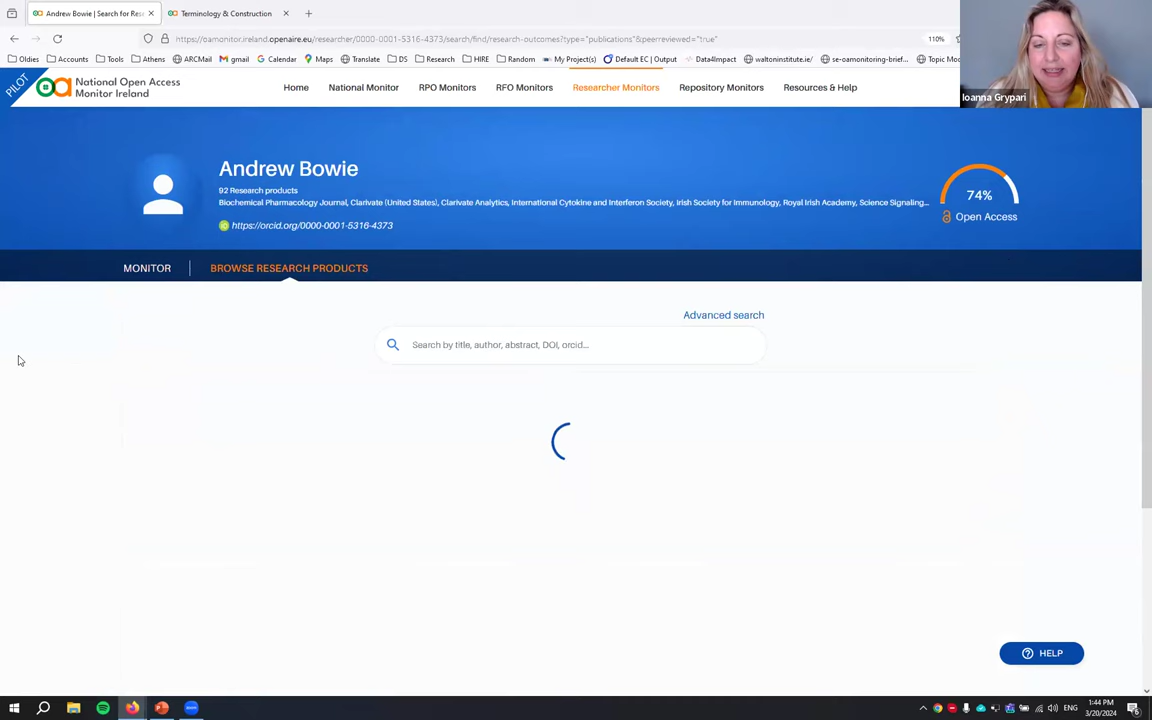 Andrew Bowie | Search for Res
Terminology & Construction
https://oamonitor.ireland.openaire.eu/researcher/0000-0001-5316-4373/search/find/research-outcomes?type="publications"&peerreviewed="true"
110%
Oldies
Accounts
Tools
Athens
ARCMail
gmail
Calendar
Maps
Translate
DS
Research
HIRE
Random
My Project(s)
Default EC | Output
Data4Impact
waltoninstitute.ie/
se-oamonitoring-brief...
Topic Mod
Ioanna Grypari
PILOT
National Open Access
Monitor Ireland
Home
National Monitor
RPO Monitors
RFO Monitors
Researcher Monitors
Repository Monitors
Resources & Help
Andrew Bowie
92 Research products
Biochemical Pharmacology Journal, Clarivate (United States), Clarivate Analytics, International Cytokine and Interferon Society, Irish Society for Immunology, Royal Irish Academy, Science Signaling...
https://orcid.org/0000-0001-5316-4373
74%
Open Access
MONITOR
BROWSE RESEARCH PRODUCTS
Advanced search
Search by title, author, abstract, DOI, orcid...
HELP
ENG
1:44 PM
3/20/2024